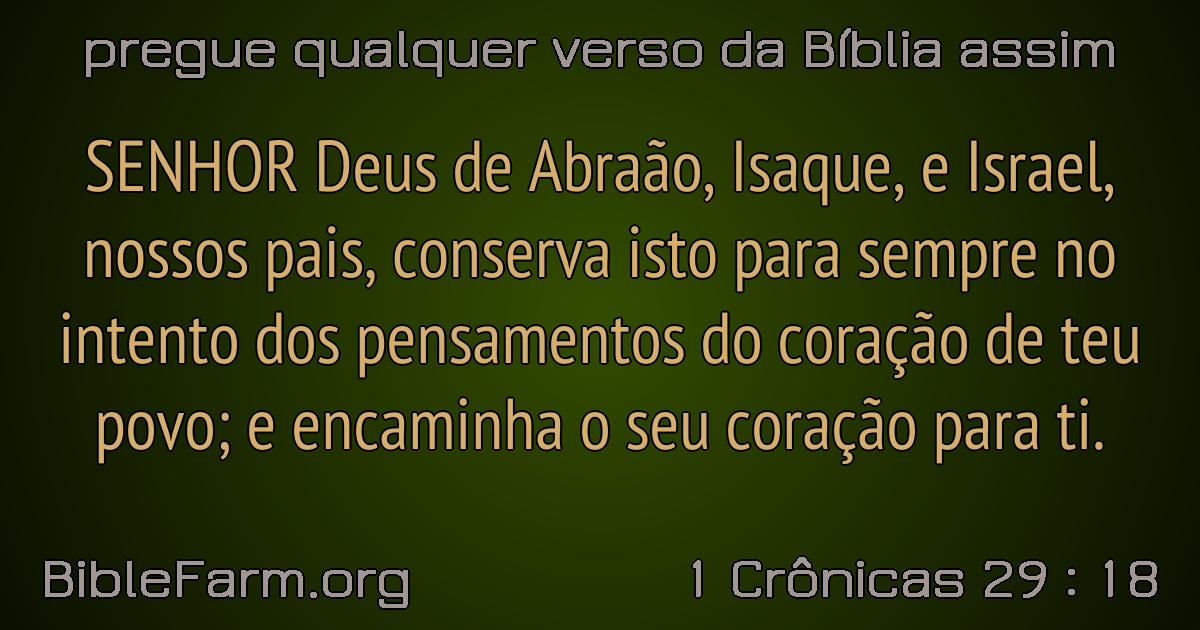 pregue qualquer verso da Bíblia assim
SENHOR Deus de Abraão, Isaque, e Israel,
nossos pais, conserva isto para sempre no
intento dos pensamentos do coração de teu
povo; e encaminha o seu coração para ti.
BibleFarm.org
1 Crônicas 29 : 18